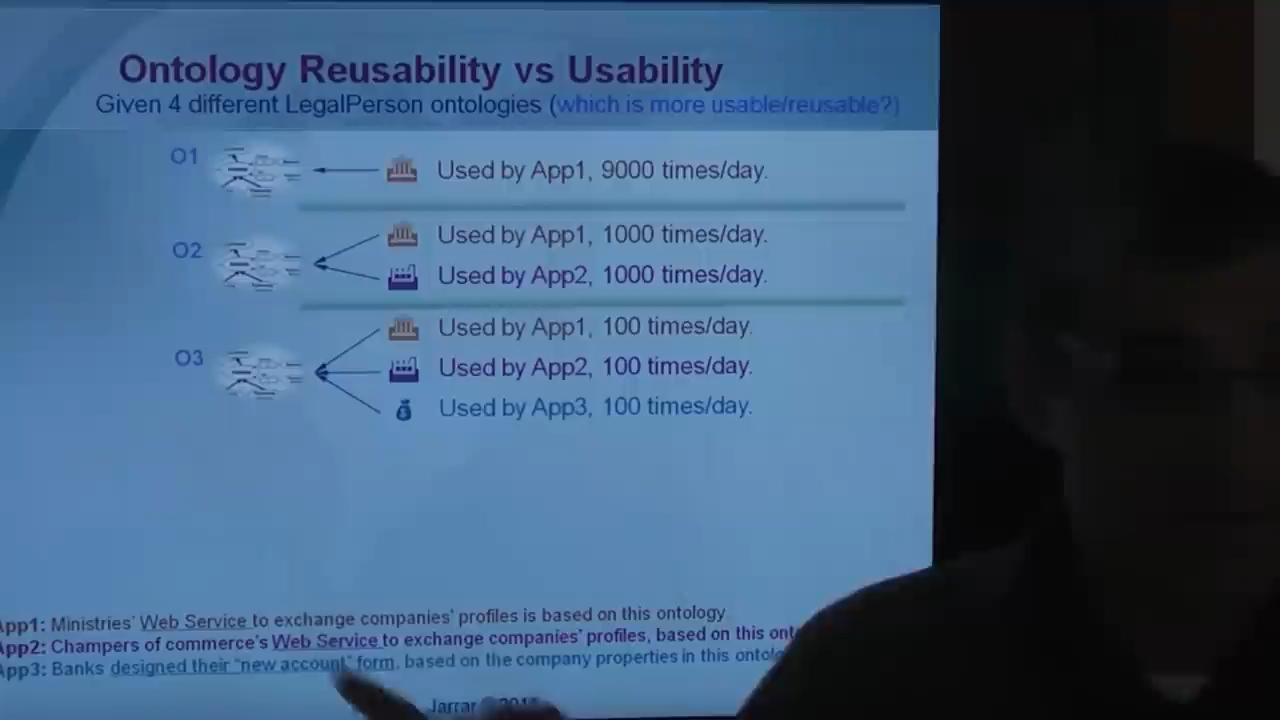 Ontology Reusability vs Usability
Given 4 different LegalPerson ontologies (which is more usable/reusable?)
O1
Used by App1, 9000 times/day.
O2
Used by App1, 1000 times/day.
Used by App2, 1000 times/day.
O3
Used by App1, 100 times/day.
Used by App2, 100 times/day.
Used by App3, 100 times/day.
App1: Ministries' Web Service to exchange companies' profiles is based on this ontology
App2: Champers of commerce's Web Service to exchange companies' profiles, based on this
App3: Banks designed their "new account" form, based on the company properties in this
Jarrar ©